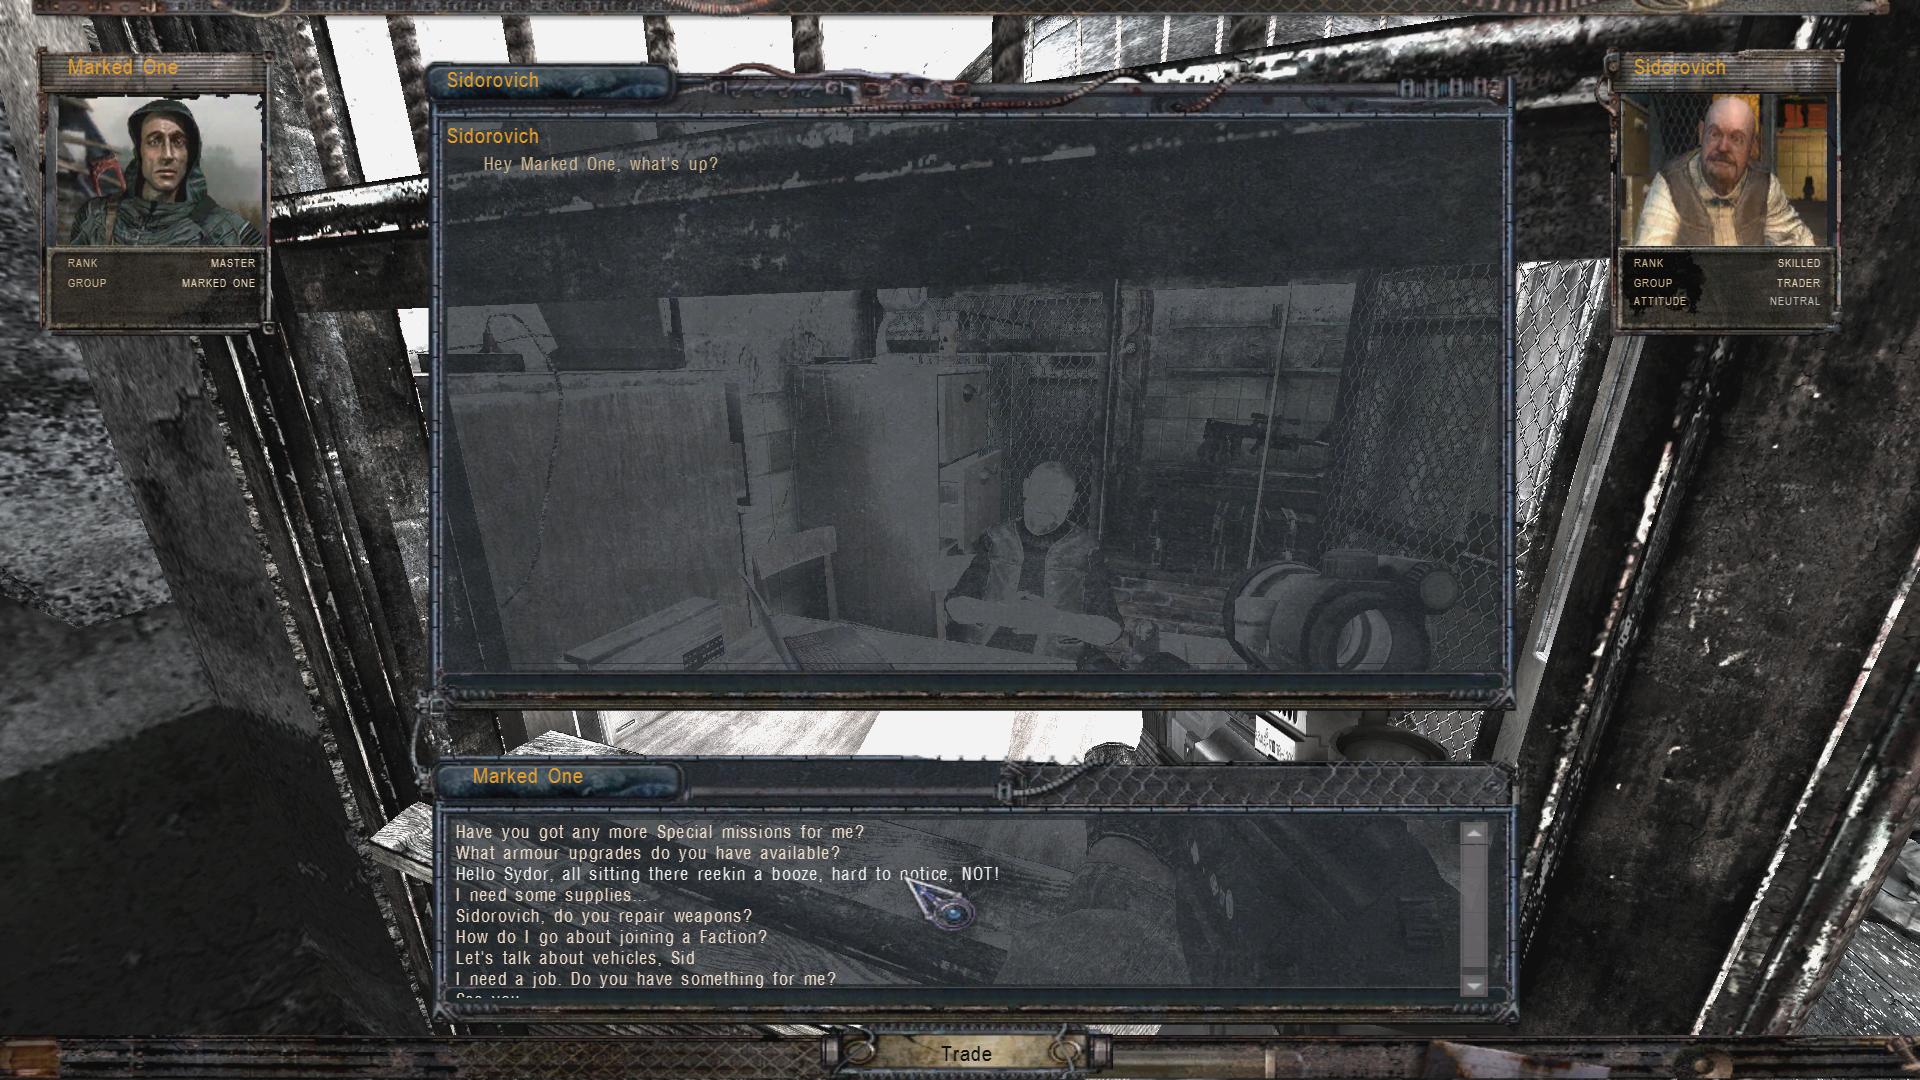 Marked One
Sidorovich
Sidorovich
Sidorovich
Hey Marked One, what's up?
RANK MASTER
GROUP MARKED ONE
RANK SKILLED
GROUP TRADER
ATTITUDE NEUTRAL
Marked One
Have you got any more Special missions for me?
What armour upgrades do you have available?
Hello Sydor, all sitting there reekin a booze, hard to notice, NOT!
I need some supplies...
Sidorovich, do you repair weapons?
How do I go about joining a Faction?
Let's talk about vehicles, Sid
I need a job. Do you have something for me?
See you
Trade